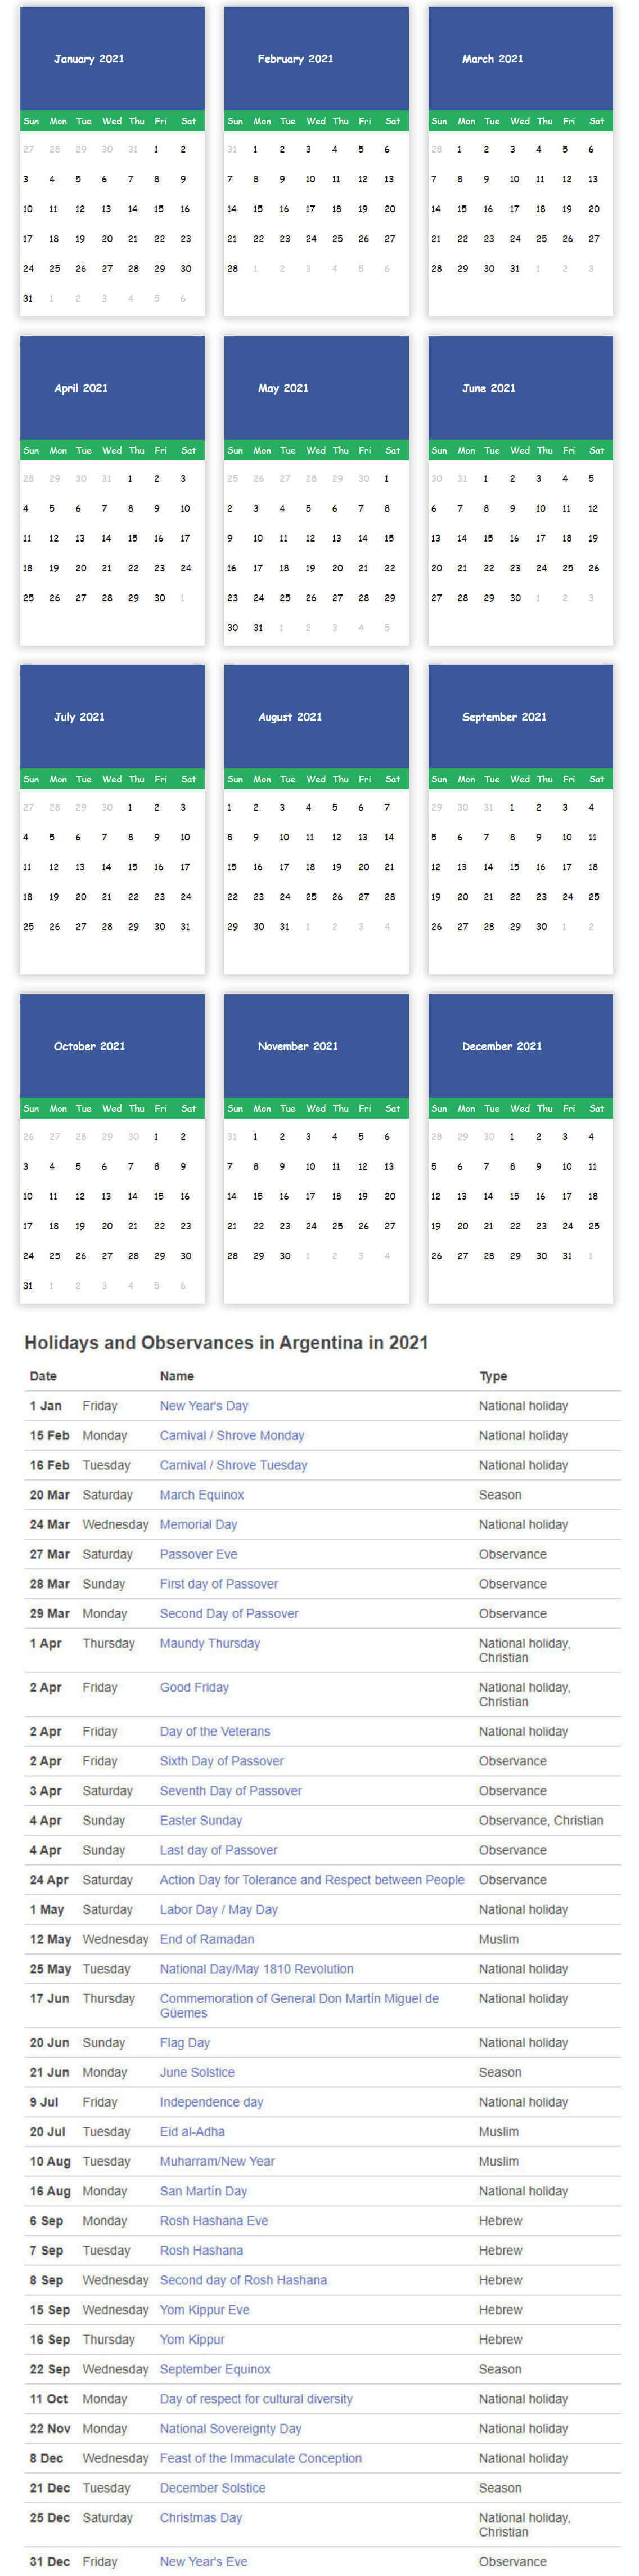 January 2021
Sun Mon Tue Wed Thu Fri Sat
27 28 29 30 31 1 2
3 4 5 6 7 8 9
10 11 12 13 14 15 16
17 18 19 20 21 22 23
24 25 26 27 28 29 30
31 1 2 3 4 5 6
February 2021
Sun Mon Tue Wed Thu Fri Sat
31 1 2 3 4 5 6
7 8 9 10 11 12 13
14 15 16 17 18 19 20
21 22 23 24 25 26 27
28 1 2 3 4 5 6
March 2021
Sun Mon Tue Wed Thu Fri Sat
28 1 2 3 4 5 6
7 8 9 10 11 12 13
14 15 16 17 18 19 20
21 22 23 24 25 26 27
28 29 30 31 1 2 3
April 2021
Sun Mon Tue Wed Thu Fri Sat
28 29 30 31 1 2 3
4 5 6 7 8 9 10
11 12 13 14 15 16 17
18 19 20 21 22 23 24
25 26 27 28 29 30 1
May 2021
Sun Mon Tue Wed Thu Fri Sat
25 26 27 28 29 30 1
2 3 4 5 6 7 8
9 10 11 12 13 14 15
16 17 18 19 20 21 22
23 24 25 26 27 28 29
30 31 1 2 3 4 5
June 2021
Sun Mon Tue Wed Thu Fri Sat
30 31 1 2 3 4 5
6 7 8 9 10 11 12
13 14 15 16 17 18 19
20 21 22 23 24 25 26
27 28 29 30 1 2 3
July 2021
Sun Mon Tue Wed Thu Fri Sat
27 28 29 30 1 2 3
4 5 6 7 8 9 10
11 12 13 14 15 16 17
18 19 20 21 22 23 24
25 26 27 28 29 30 31
August 2021
Sun Mon Tue Wed Thu Fri Sat
1 2 3 4 5 6 7
8 9 10 11 12 13 14
15 16 17 18 19 20 21
22 23 24 25 26 27 28
29 30 31 1 2 3 4
September 2021
Sun Mon Tue Wed Thu Fri Sat
29 30 31 1 2 3 4
5 6 7 8 9 10 11
12 13 14 15 16 17 18
19 20 21 22 23 24 25
26 27 28 29 30 1 2
October 2021
Sun Mon Tue Wed Thu Fri Sat
26 27 28 29 30 1 2
3 4 5 6 7 8 9
10 11 12 13 14 15 16
17 18 19 20 21 22 23
24 25 26 27 28 29 30
31 1 2 3 4 5 6
November 2021
Sun Mon Tue Wed Thu Fri Sat
31 1 2 3 4 5 6
7 8 9 10 11 12 13
14 15 16 17 18 19 20
21 22 23 24 25 26 27
28 29 30 1 2 3 4
December 2021
Sun Mon Tue Wed Thu Fri Sat
28 29 30 1 2 3 4
5 6 7 8 9 10 11
12 13 14 15 16 17 18
19 20 21 22 23 24 25
26 27 28 29 30 31 1
Holidays and Observances in Argentina in 2021
Date Name Type
1 Jan Friday New Year's Day National holiday
15 Feb Monday Carnival / Shrove Monday National holiday
16 Feb Tuesday Carnival / Shrove Tuesday National holiday
20 Mar Saturday March Equinox Season
24 Mar Wednesday Memorial Day National holiday
27 Mar Saturday Passover Eve Observance
28 Mar Sunday First day of Passover Observance
29 Mar Monday Second Day of Passover Observance
1 Apr Thursday Maundy Thursday National holiday,
Christian
2 Apr Friday Good Friday National holiday,
Christian
2 Apr Friday Day of the Veterans National holiday
2 Apr Friday Sixth Day of Passover Observance
3 Apr Saturday Seventh Day of Passover Observance
4 Apr Sunday Easter Sunday Observance, Christian
4 Apr Sunday Last day of Passover Observance
24 Apr Saturday Action Day for Tolerance and Respect between People Observance
1 May Saturday Labor Day / May Day National holiday
12 May Wednesday End of Ramadan Muslim
25 May Tuesday National Day/May 1810 Revolution National holiday
17 Jun Thursday Commemoration of General Don Martín Miguel de National holiday
Güemes
20 Jun Sunday Flag Day National holiday
21 Jun Monday June Solstice Season
9 Jul Friday Independence day National holiday
20 Jul Tuesday Eid al-Adha Muslim
10 Aug Tuesday Muharram/New Year Muslim
16 Aug Monday San Martín Day National holiday
6 Sep Monday Rosh Hashana Eve Hebrew
7 Sep Tuesday Rosh Hashana Hebrew
8 Sep Wednesday Second day of Rosh Hashana Hebrew
15 Sep Wednesday Yom Kippur Eve Hebrew
16 Sep Thursday Yom Kippur Hebrew
22 Sep Wednesday September Equinox Season
11 Oct Monday Day of respect for cultural diversity National holiday
22 Nov Monday National Sovereignty Day National holiday
8 Dec Wednesday Feast of the Immaculate Conception National holiday
21 Dec Tuesday December Solstice Season
25 Dec Saturday Christmas Day National holiday,
Christian
31 Dec Friday New Year's Eve Observance